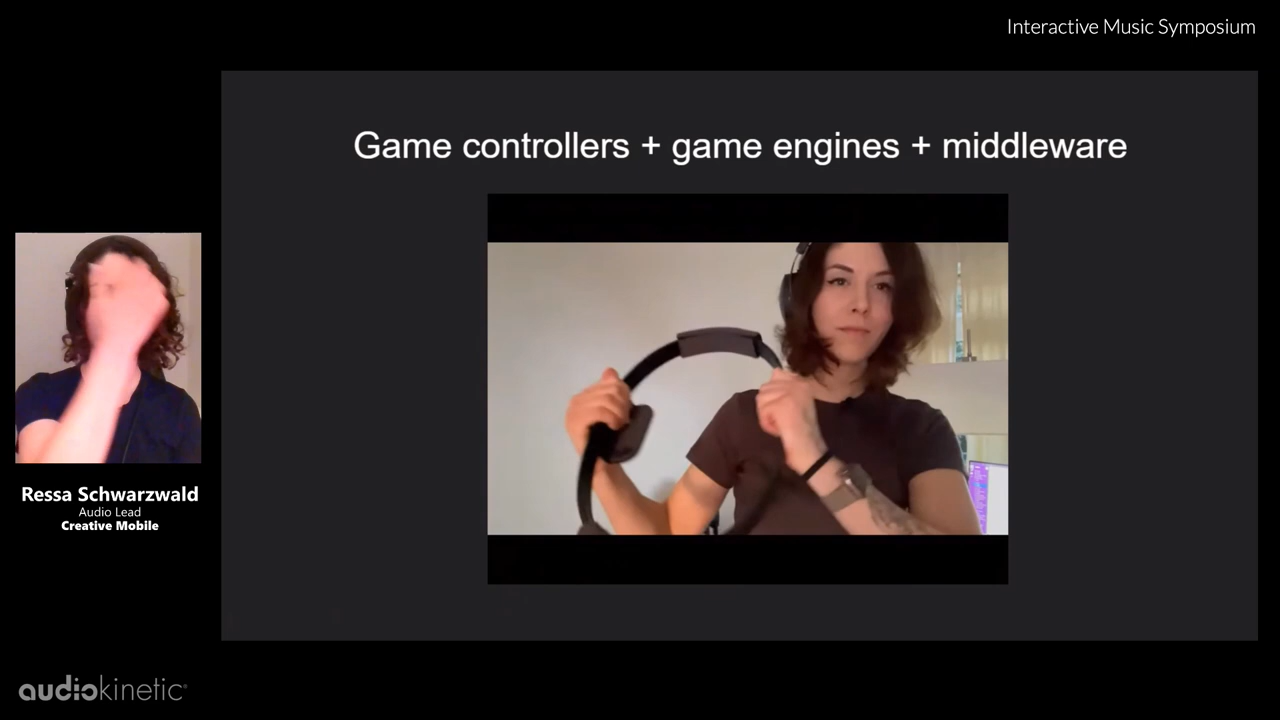 Interactive Music Symposium
Game controllers + game engines + middleware
Ressa Schwarzwald
Audio Lead
Creative Mobile
audiokinetic